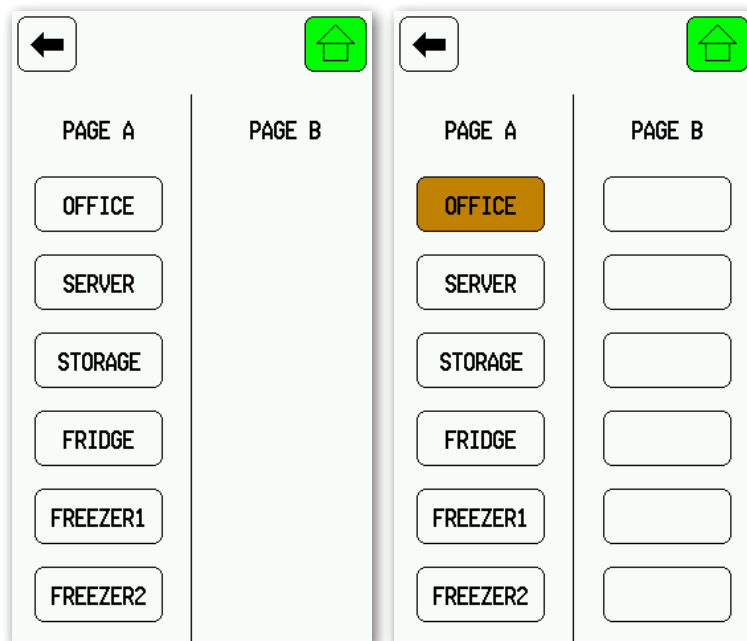 PAGE A PAGE B
OFFICE
SERVER
STORAGE
FRIDGE
FREEZER1
FREEZER2
PAGE A PAGE B
OFFICE
SERVER
STORAGE
FRIDGE
FREEZER1
FREEZER2